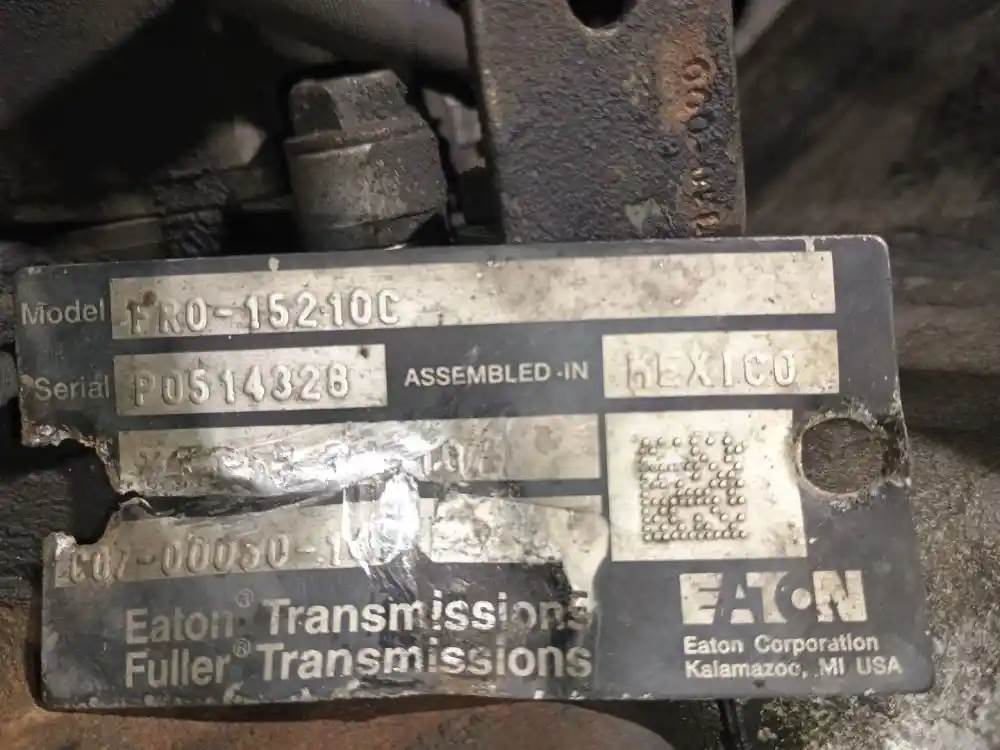 Model FRO-15210C
Serial P0514328 ASSEMBLED-IN MEXICO
Eaton® Transmissions
Fuller® Transmissions
EATON
Eaton Corporation
Kalamazoo, MI USA